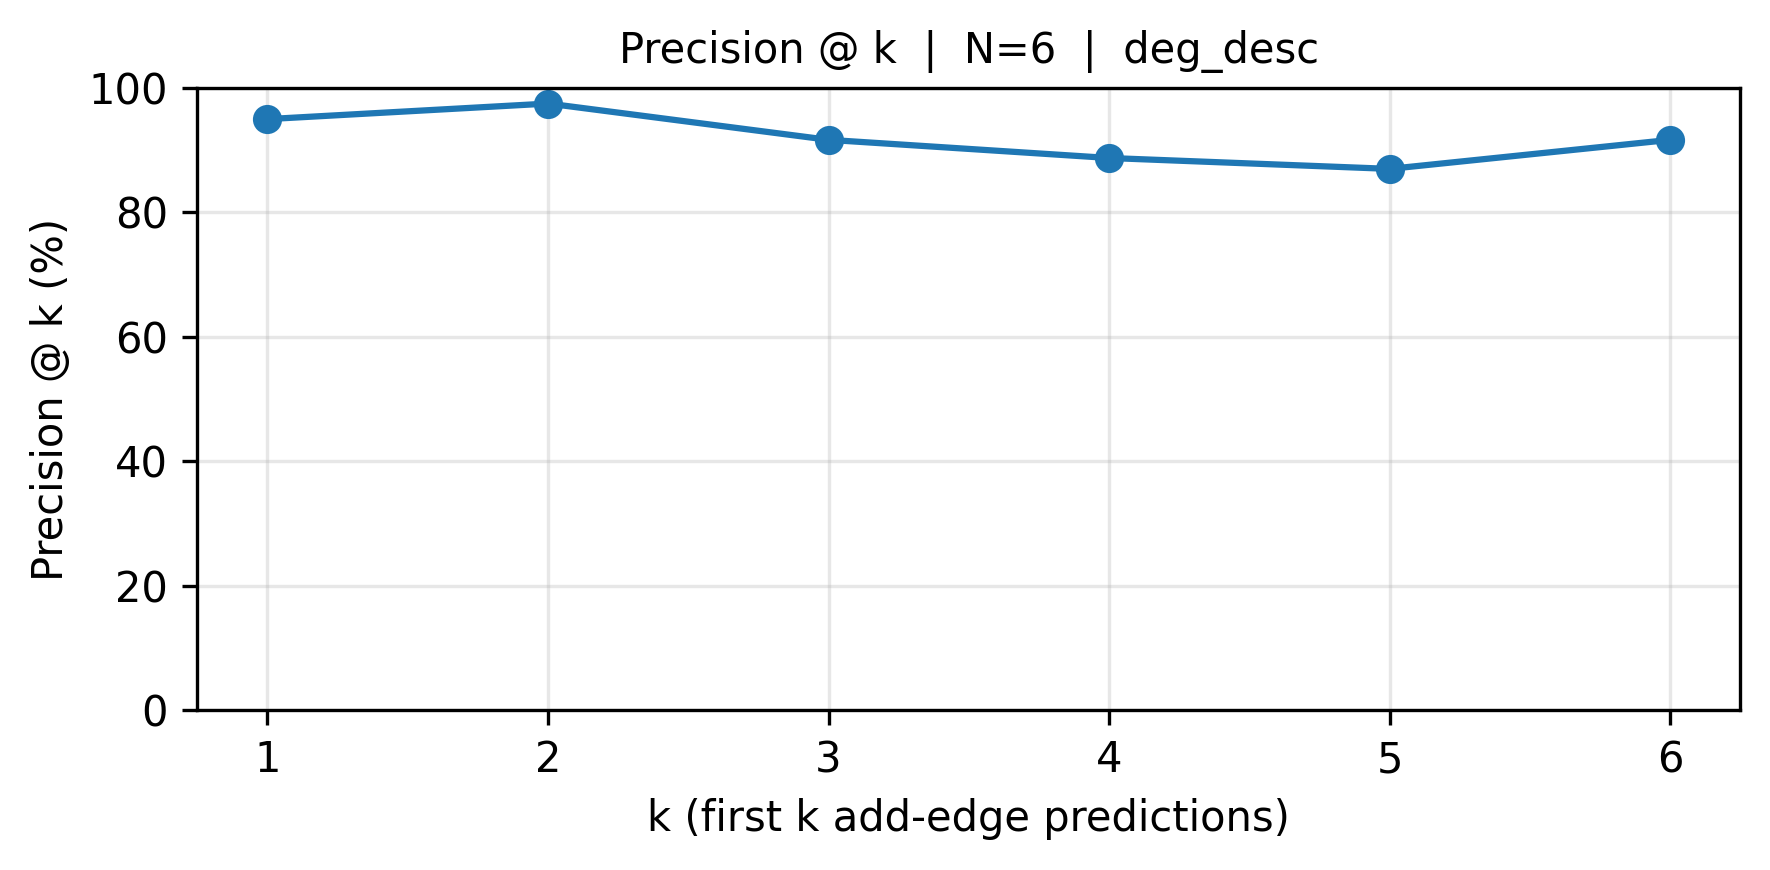 Precision @ k | N=6 | deg_desc
Precision @ k (%)
100
80
60
40
20
0
1 2 3 4 5 6
k (first k add-edge predictions)